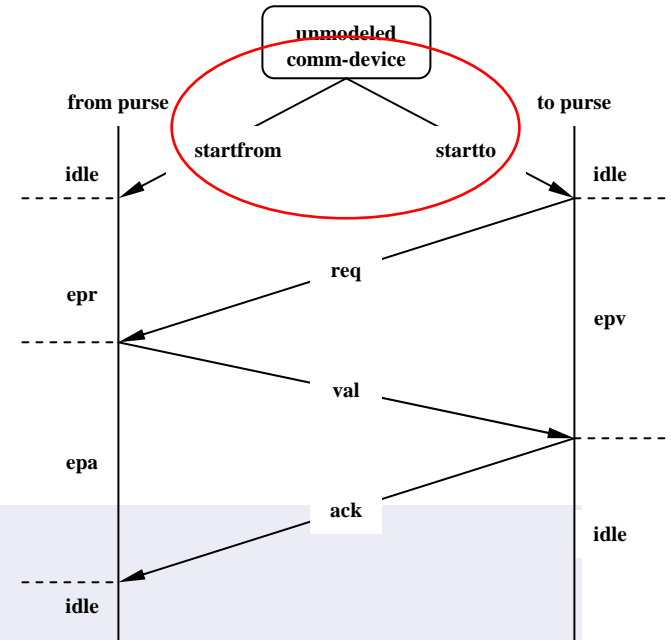 unmodeled
comm-device
from purse
to purse
startfrom
startto
idle
idle
req
epr
epv
val
epa
ack
idle
idle